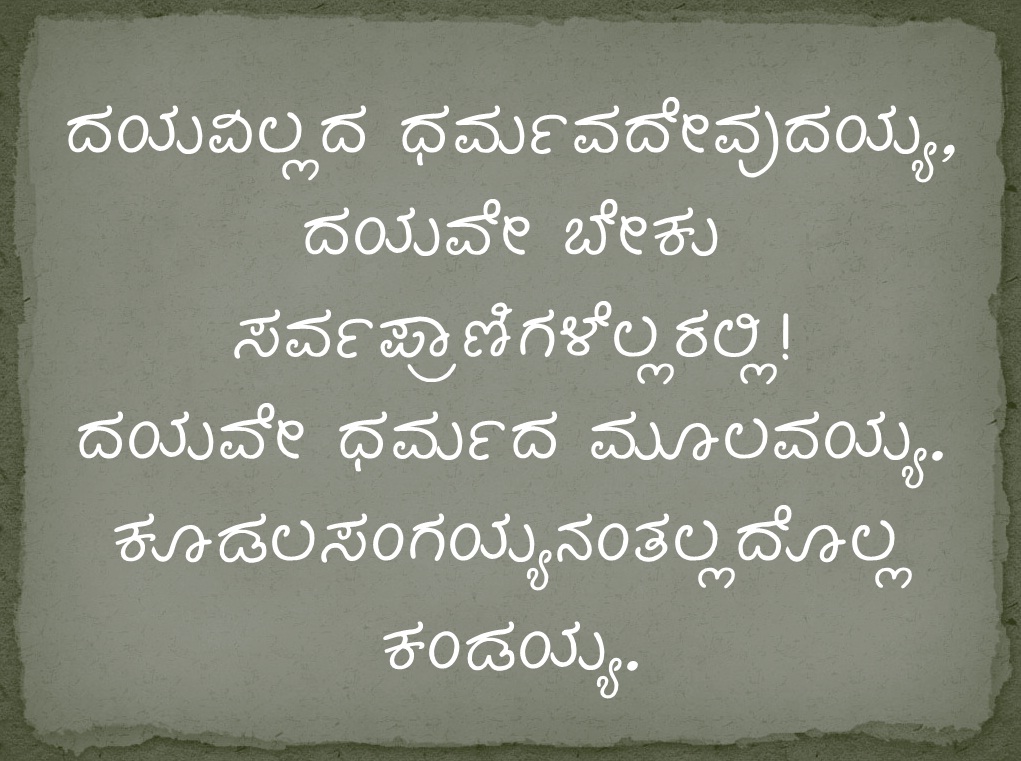 ದಯವಿಲ್ಲದ ಧರ್ಮವದೇವುದಯ್ಯ,
ದಯವೇ ಬೇಕು
ಸರ್ವಪ್ರಾಣಿಗಳೆಲ್ಲರಲ್ಲಿ!
ದಯವೇ ಧರ್ಮದ ಮೂಲವಯ್ಯ.
ಕೂಡಲಸಂಗಯ್ಯನಂತಲ್ಲದೊಲ್ಲ
ಕಂಡಯ್ಯ.